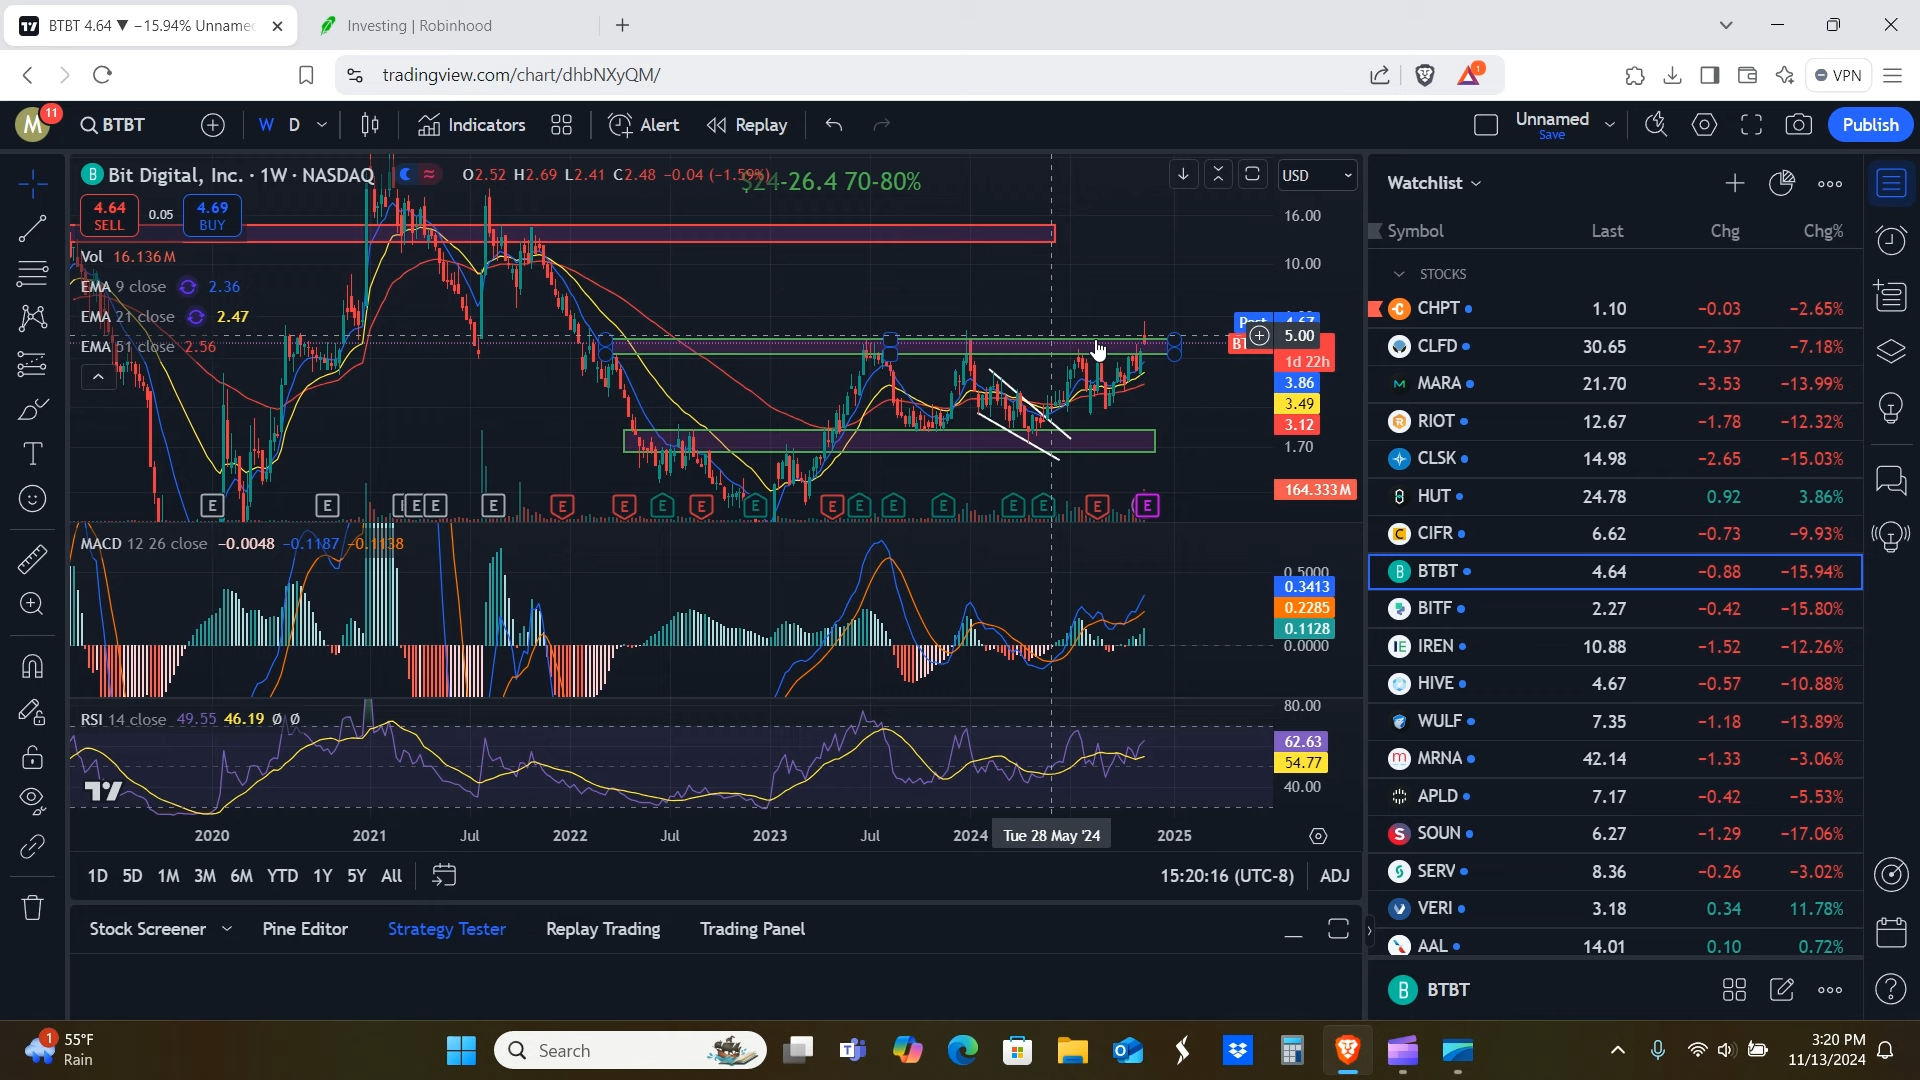 BTBT 4.64 ▼ −15.94% Unname
Investing | Robinhood
tradingview.com/chart/dhbNXyQM/
1
VPN
M
11
BTBT
W
D
Indicators
Alert
Replay
Unnamed
Save
Publish
B Bit Digital, Inc. · 1W · NASDAQ
O2.52 H2.69 L2.41 C2.48 −0.04 (−1.59%)
$24-26.4 70-80%
USD
4.64
SELL
0.05
4.69
BUY
Vol 16.136M
EMA 9 close 2.36
EMA 21 close 2.47
EMA 51 close 2.56
16.00
10.00
5.00
1d 22h
3.86
3.49
3.12
1.70
164.333M
E E E E E E E E E E E E E E E E E E
MACD 12 26 close −0.0048 −0.1187 −0.1138
0.5000
0.3413
0.2285
0.1128
0.0000
RSI 14 close 49.55 46.19 Ø Ø
80.00
62.63
54.77
40.00
2020 2021 Jul 2022 Jul 2023 Jul 2024 Tue 28 May '24 2025
1D 5D 1M 3M 6M YTD 1Y 5Y All
15:20:16 (UTC-8)
ADJ
Stock Screener
Pine Editor
Strategy Tester
Replay Trading
Trading Panel
Watchlist
Symbol Last Chg Chg%
STOCKS
CHPT 1.10 −0.03 −2.65%
CLFD 30.65 −2.37 −7.18%
MARA 21.70 −3.53 −13.99%
RIOT 12.67 −1.78 −12.32%
CLSK 14.98 −2.65 −15.03%
HUT 24.78 0.92 3.86%
CIFR 6.62 −0.73 −9.93%
BTBT 4.64 −0.88 −15.94%
BITF 2.27 −0.42 −15.80%
IREN 10.88 −1.52 −12.26%
HIVE 4.67 −0.57 −10.88%
WULF 7.35 −1.18 −13.89%
MRNA 42.14 −1.33 −3.06%
APLD 7.17 −0.42 −5.53%
SOUN 6.27 −1.29 −17.06%
SERV 8.36 −0.26 −3.02%
VERI 3.18 0.34 11.78%
AAL 14.01 0.10 0.72%
B BTBT
1
55°F
Rain
Search
3:20 PM
11/13/2024